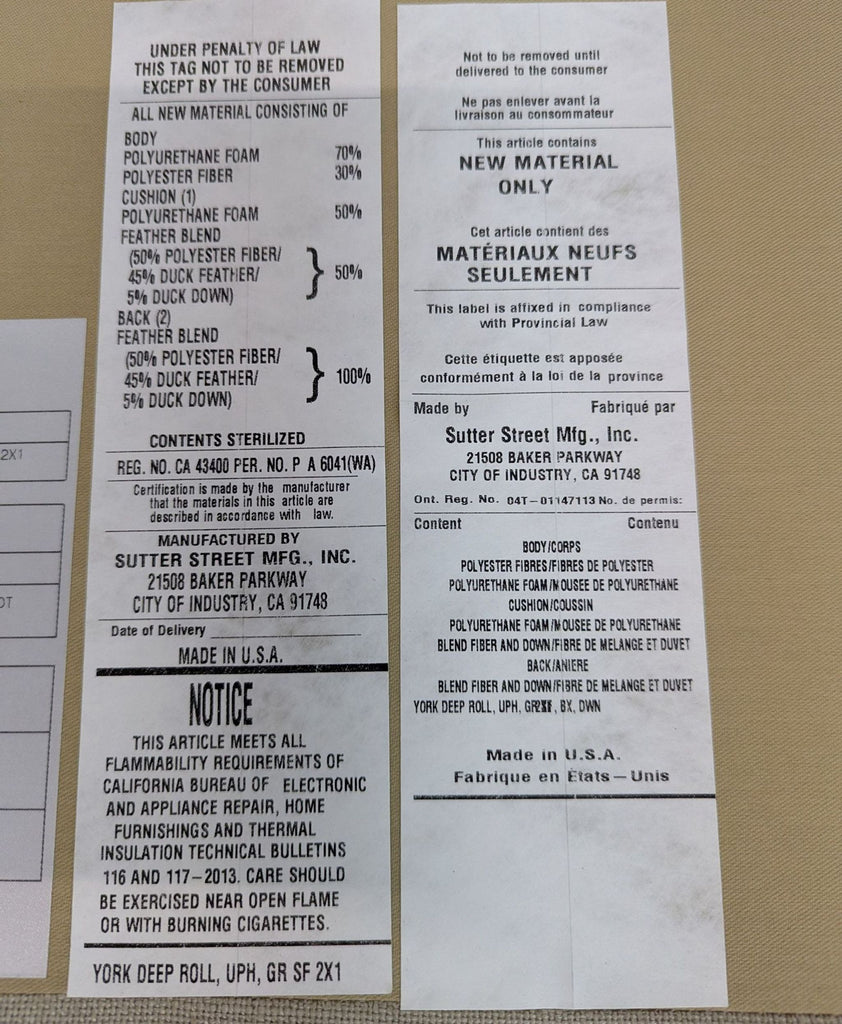 UNDER PENALTY OF LAW
THIS TAG NOT TO BE REMOVED
EXCEPT BY THE CONSUMER
ALL NEW MATERIAL CONSISTING OF
BODY
POLYURETHANE FOAM 70%
POLYESTER FIBER 30%
CUSHION (1)
POLYURETHANE FOAM 50%
FEATHER BLEND
(50% POLYESTER FIBER/
45% DUCK FEATHER/ } 50%
5% DUCK DOWN)
BACK (2)
FEATHER BLEND
(50% POLYESTER FIBER/
45% DUCK FEATHER/ } 100%
5% DUCK DOWN)
CONTENTS STERILIZED
REG. NO. CA 43400 PER. NO. P A 6041(WA)
Certification is made by the manufacturer
that the materials in this article are
described in accordance with law.
MANUFACTURED BY
SUTTER STREET MFG., INC.
21508 BAKER PARKWAY
CITY OF INDUSTRY, CA 91748
Date of Delivery
MADE IN U.S.A.
NOTICE
THIS ARTICLE MEETS ALL
FLAMMABILITY REQUIREMENTS OF
CALIFORNIA BUREAU OF ELECTRONIC
AND APPLIANCE REPAIR, HOME
FURNISHINGS AND THERMAL
INSULATION TECHNICAL BULLETINS
116 AND 117-2013. CARE SHOULD
BE EXERCISED NEAR OPEN FLAME
OR WITH BURNING CIGARETTES.
YORK DEEP ROLL, UPH, GR SF 2X1
Not to be removed until
delivered to the consumer
Ne pas enlever avant la
livraison au consommateur
This article contains
NEW MATERIAL
ONLY
Cet article contient des
MATÉRIAUX NEUFS
SEULEMENT
This label is affixed in compliance
with Provincial Law
Cette étiquette est apposée
conformément à la loi de la province
Made by Fabriqué par
Sutter Street Mfg., Inc.
21508 BAKER PARKWAY
CITY OF INDUSTRY, CA 91748
Ont. Reg. No. 04T-01147113 No. de permis:
Content Contenu
BODY/CORPS
POLYESTER FIBRES/FIBRES DE POLYESTER
POLYURETHANE FOAM/MOUSEE DE POLYURETHANE
CUSHION/COUSSIN
POLYURETHANE FOAM/MOUSEE DE POLYURETHANE
BLEND FIBER AND DOWN/FIBRE DE MELANGE ET DUVET
BACK/ANIERE
BLEND FIBER AND DOWN/FIBRE DE MELANGE ET DUVET
YORK DEEP ROLL, UPH, BX, DWN
Made in U.S.A.
Fabrique en États-Unis
2X1